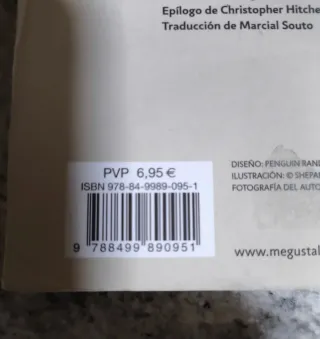 Epílogo de Christopher Hitche
Traducción de Marcial Souto
PVP 6,95 €
ISBN 978-84-9989-095-1
9 788499 890951
DISEÑO: PENGUIN RAND
ILUSTRACIÓN: © SHEPA
FOTOGRAFÍA DEL AUTO
www.megustal